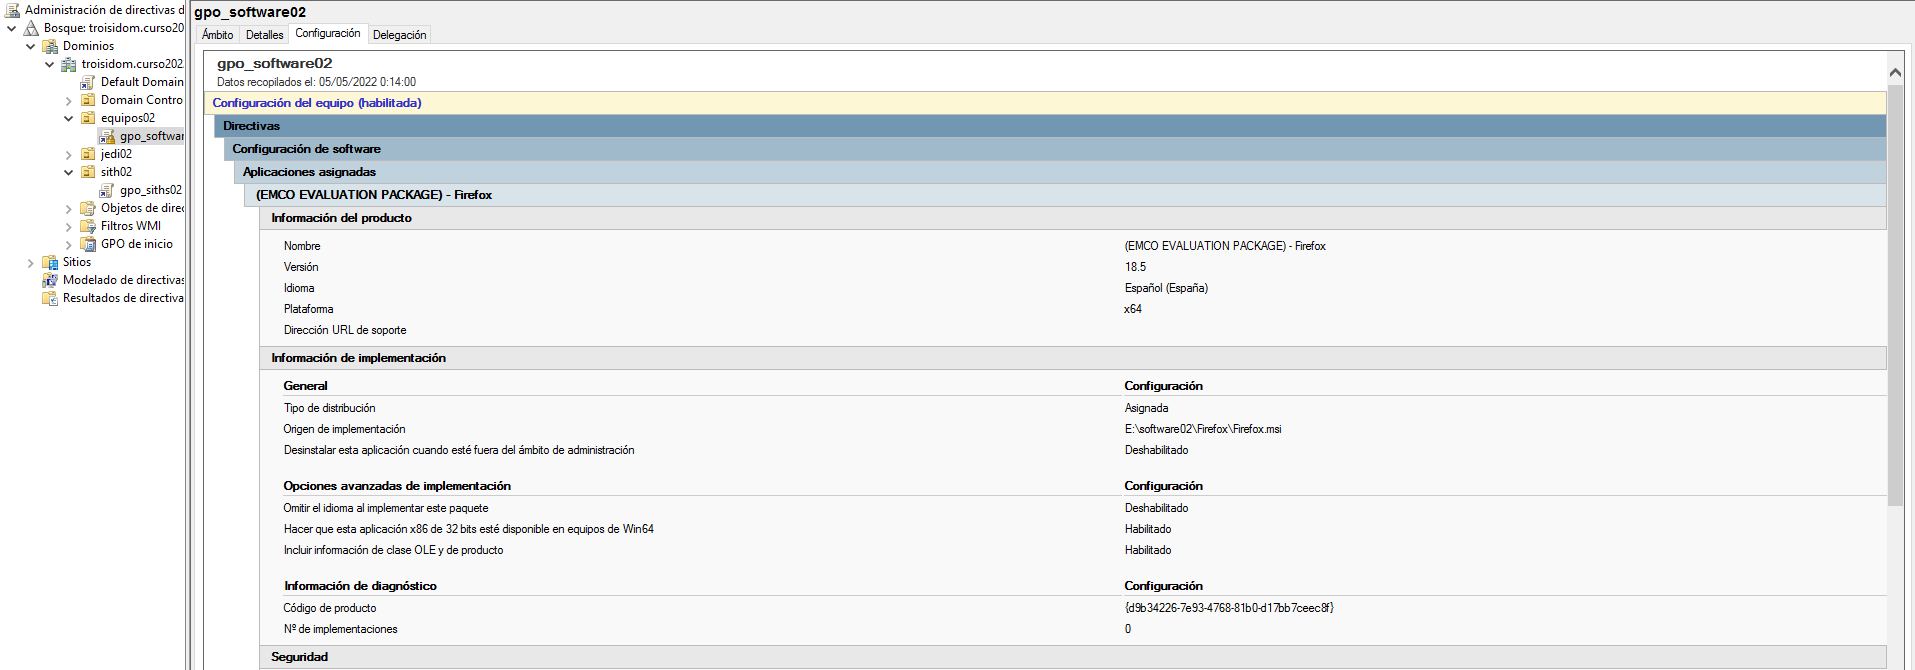 Administración de directivas d
Bosque: troisidom.curso20
Dominios
troisidom.curso202
Default Domain
Domain Contro
equipos02
gpo_softwar
jedi02
sith02
gpo_siths02
Objetos de direc
Filtros WMI
GPO de inicio
Sitios
Modelado de directivas
Resultados de directiva
gpo_software02
Ámbito Detalles Configuración Delegación
gpo_software02
Datos recopilados el: 05/05/2022 0:14:00
Configuración del equipo (habilitada)
Directivas
Configuración de software
Aplicaciones asignadas
(EMCO EVALUATION PACKAGE) - Firefox
Información del producto
Nombre (EMCO EVALUATION PACKAGE) - Firefox
Versión 18.5
Idioma Español (España)
Plataforma x64
Dirección URL de soporte
Información de implementación
General Configuración
Tipo de distribución Asignada
Origen de implementación E:\software02\Firefox\Firefox.msi
Desinstalar esta aplicación cuando esté fuera del ámbito de administración Deshabilitado
Opciones avanzadas de implementación Configuración
Omitir el idioma al implementar este paquete Deshabilitado
Hacer que esta aplicación x86 de 32 bits esté disponible en equipos de Win64 Habilitado
Incluir información de clase OLE y de producto Habilitado
Información de diagnóstico Configuración
Código de producto {d9b34226-7e93-4768-81b0-d17bb7ceec8f}
Nº de implementaciones 0
Seguridad